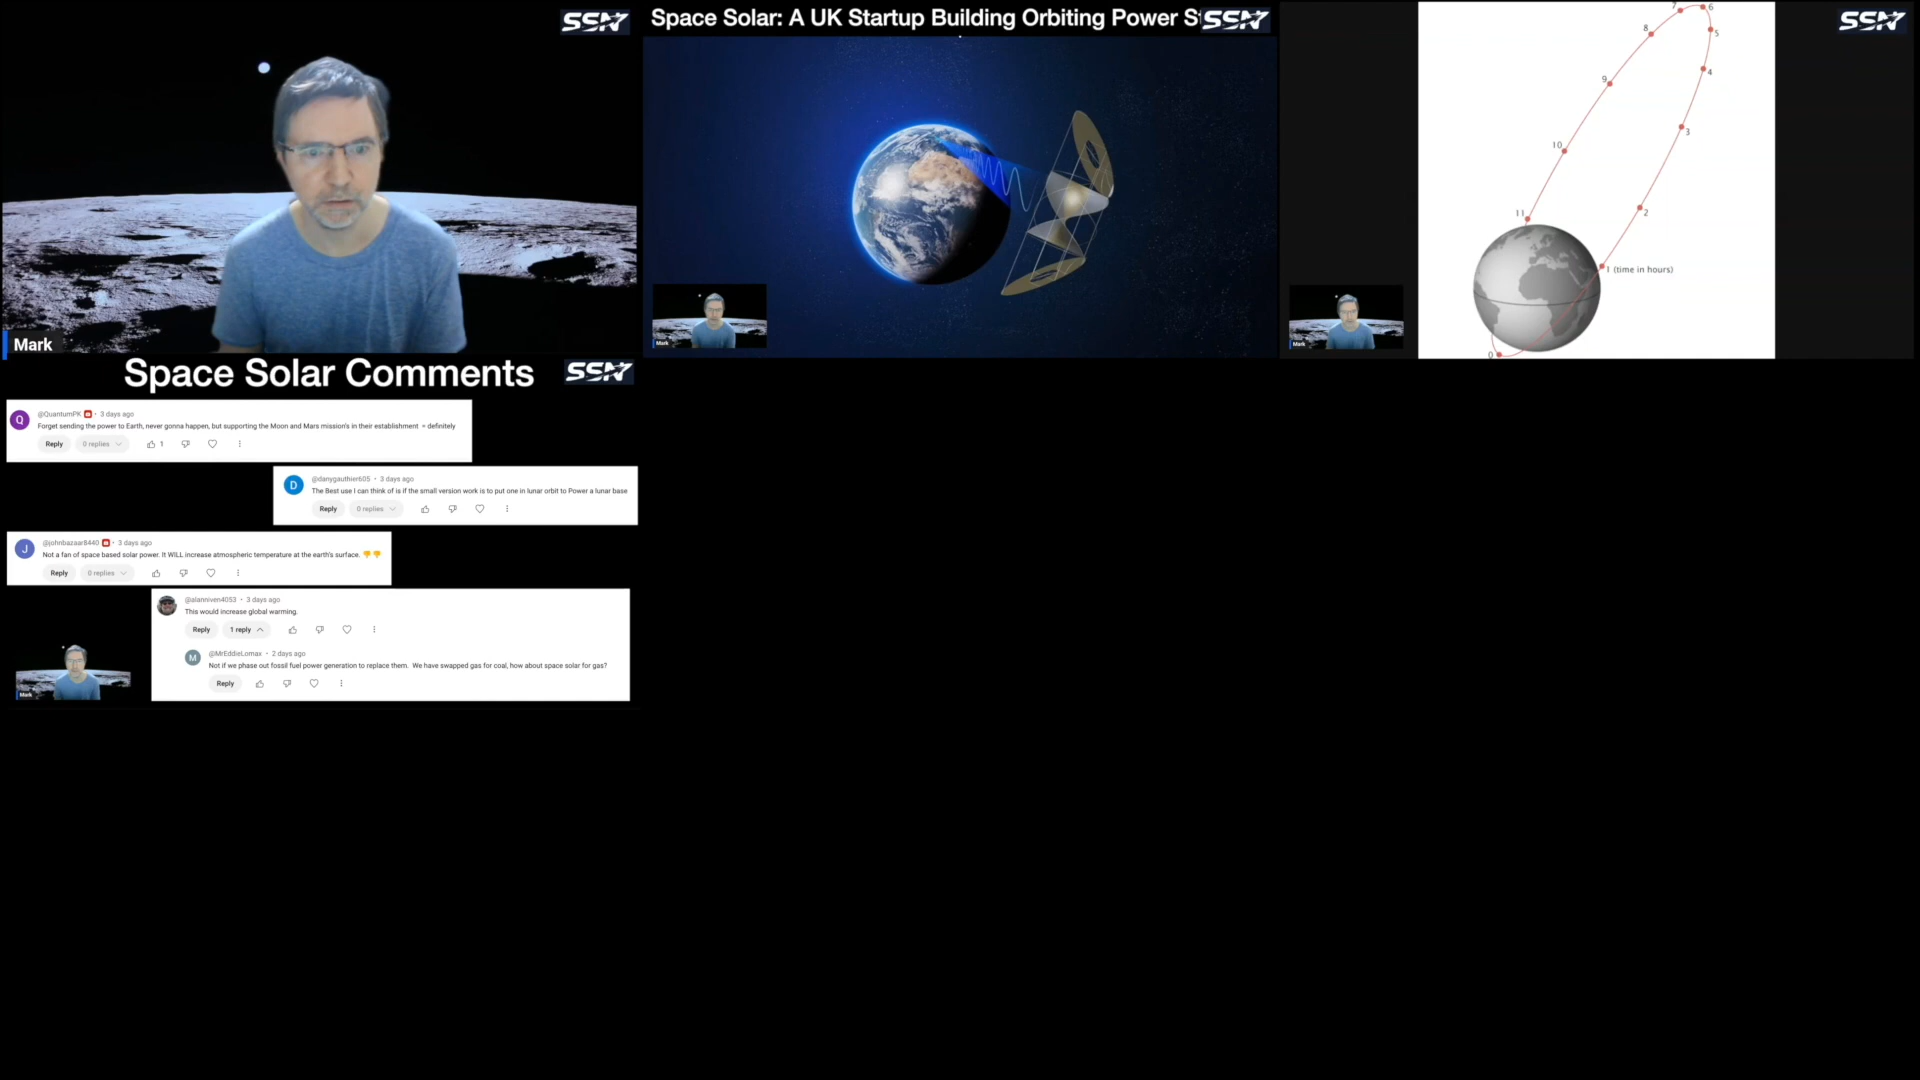 SSN
Mark
Space Solar: A UK Startup Building Orbiting Power S
SSN
Mark
SSN
7
6
8
5
9
4
10
3
11
2
1 (time in hours)
0
Mark
Space Solar Comments
SSN
Q
@QuantumPK • 3 days ago
Forget sending the power to Earth, never gonna happen, but supporting the Moon and Mars mission's in their establishment = definitely
Reply 0 replies 1
D
@danygauthier605 • 3 days ago
The Best use I can think of is if the small version work is to put one in lunar orbit to Power a lunar base
Reply 0 replies
J
@johnbazaar8440 • 3 days ago
Not a fan of space based solar power. It WILL increase atmospheric temperature at the earth's surface. 👎👎
Reply 0 replies
@alanniven4053 • 3 days ago
This would increase global warming.
Reply 1 reply
M
@MrEddieLomax • 2 days ago
Not if we phase out fossil fuel power generation to replace them. We have swapped gas for coal, how about space solar for gas?
Reply
Mark